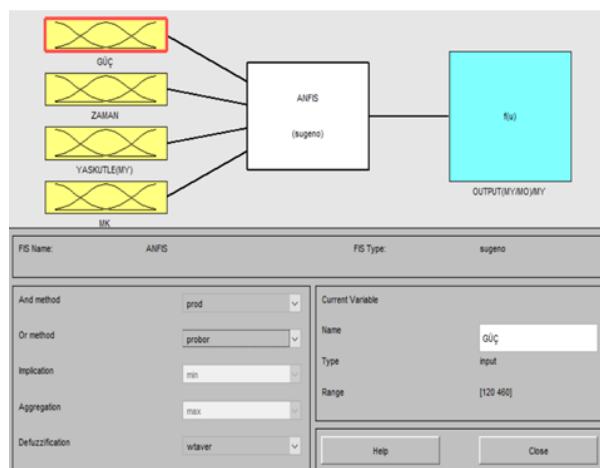 GÜÇ
ZAMAN
YASKUTLE(MY)
MK
ANFIS
(sugeno)
f(u)
OUTPUT(MY/MO)/MY
FIS Name: ANFIS FIS Type: sugeno
And method prod
Or method probor
Implication min
Aggregation max
Defuzzification wtaver
Current Variable
Name GÜÇ
Type input
Range [120 460]
Help Close